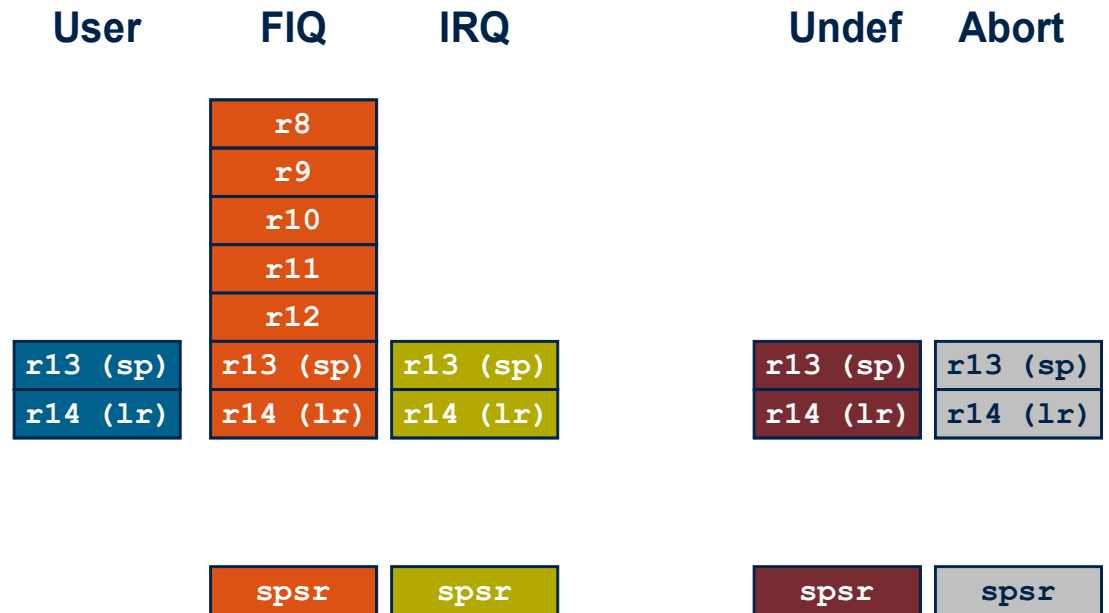 User FIQ IRQ Undef Abort
r8
r9
r10
r11
r12
r13 (sp) r13 (sp) r13 (sp) r13 (sp) r13 (sp)
r14 (lr) r14 (lr) r14 (lr) r14 (lr) r14 (lr)
spsr spsr spsr spsr